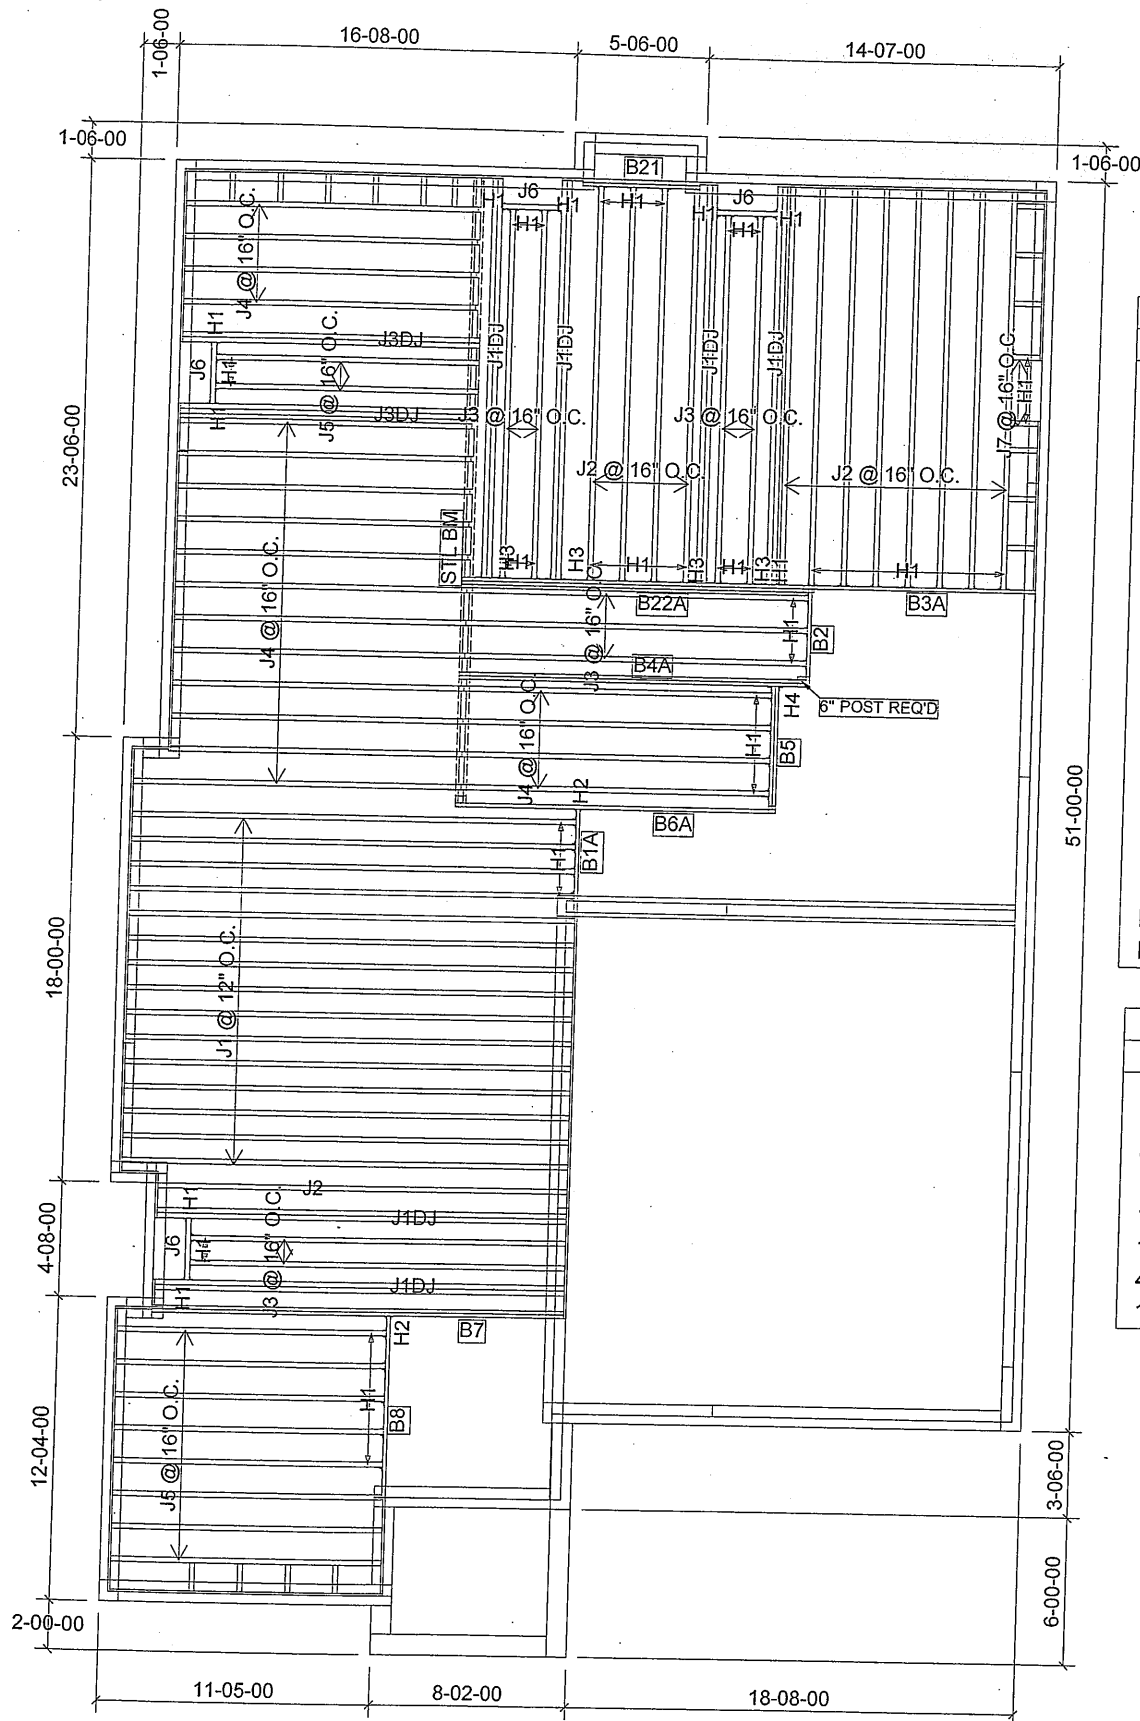 16-08-00
5-06-00
14-07-00
1-06-00
1-06-00
1-06-00
B21
J6
J6
H1
H1
H1
H1
H1
H1
H1
J4 @ 16" O.C.
H1
J3DJ
J6
H1
J5 @ 16" O.C.
H1
J3DJ
J1DJ
J1DJ
J1DJ
J1DJ
J3 @ 16" O.C.
J3 @ 16" O.C.
J2 @ 16" O.C.
J2 @ 16" O.C.
J7 @ 16" O.C.
H1
23-06-00
STL BM
H3
H1
H3
H1
H3
H1
H3
H1
H1
B22A
B3A
J4 @ 16" O.C.
J3 @ 16" O.C.
H1
B2
B4A
H4
6" POST REQ'D
J4 @ 16" O.C.
H1
B5
H2
B6A
51-00-00
H1
B1A
18-00-00
J1 @ 12" O.C.
J2
H1
J1DJ
4-08-00
J6
H1
J3 @ 16" O.C.
J1DJ
H1
H2
B7
12-04-00
J5 @ 16" O.C.
H1
B8
3-06-00
6-00-00
2-00-00
11-05-00
8-02-00
18-08-00